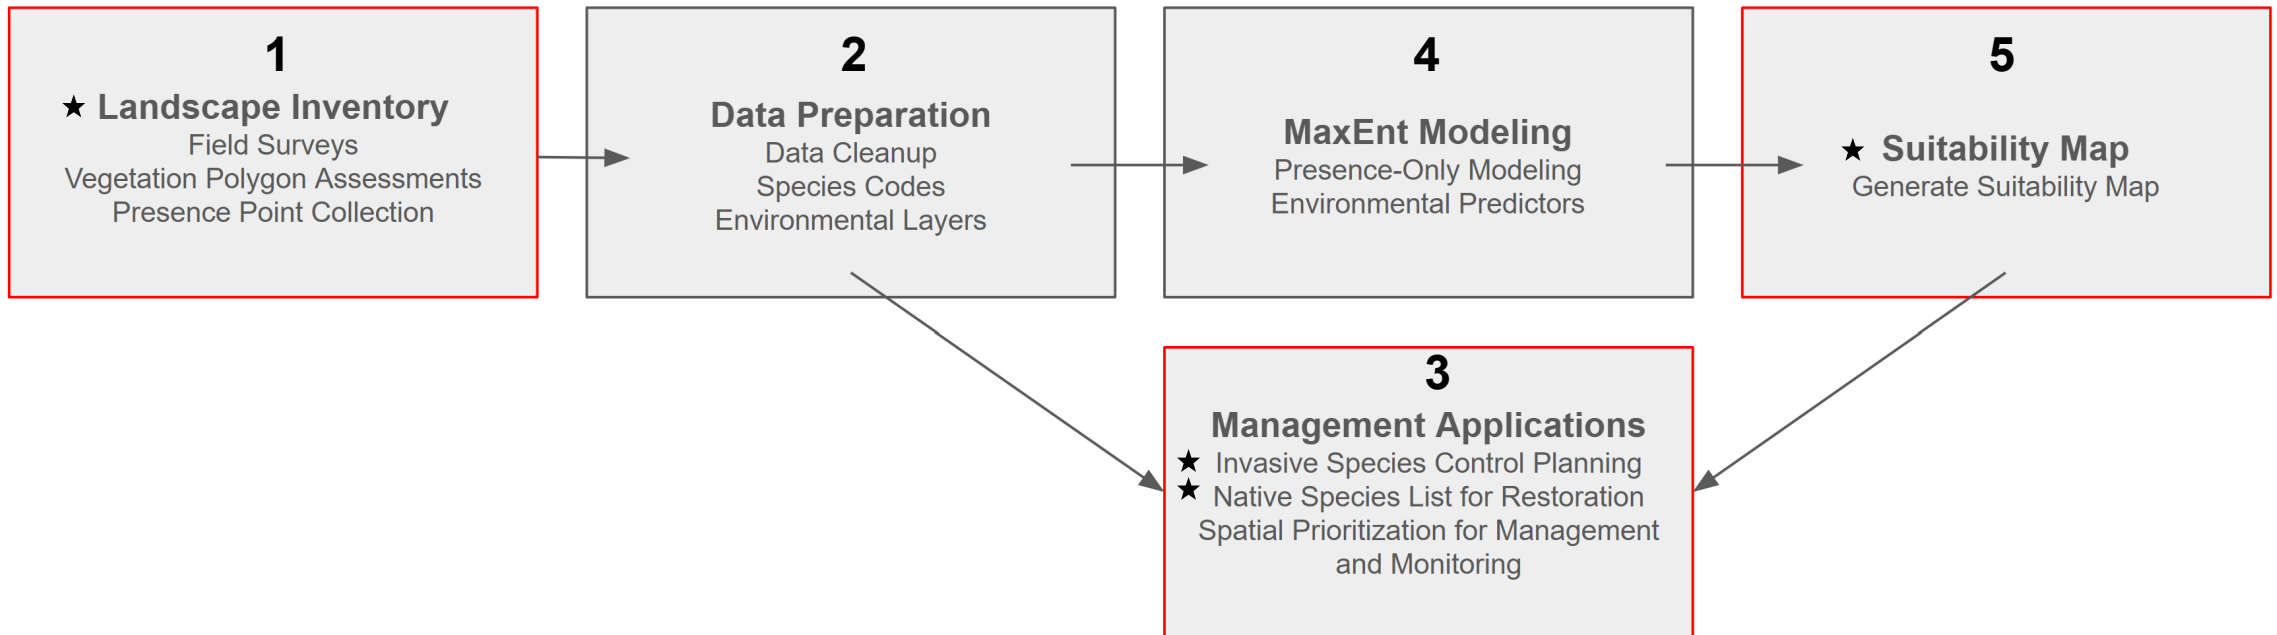 1
★ Landscape Inventory
Field Surveys
Vegetation Polygon Assessments
Presence Point Collection
2
Data Preparation
Data Cleanup
Species Codes
Environmental Layers
4
MaxEnt Modeling
Presence-Only Modeling
Environmental Predictors
5
★ Suitability Map
Generate Suitability Map
3
Management Applications
★ Invasive Species Control Planning
★ Native Species List for Restoration
Spatial Prioritization for Management
and Monitoring